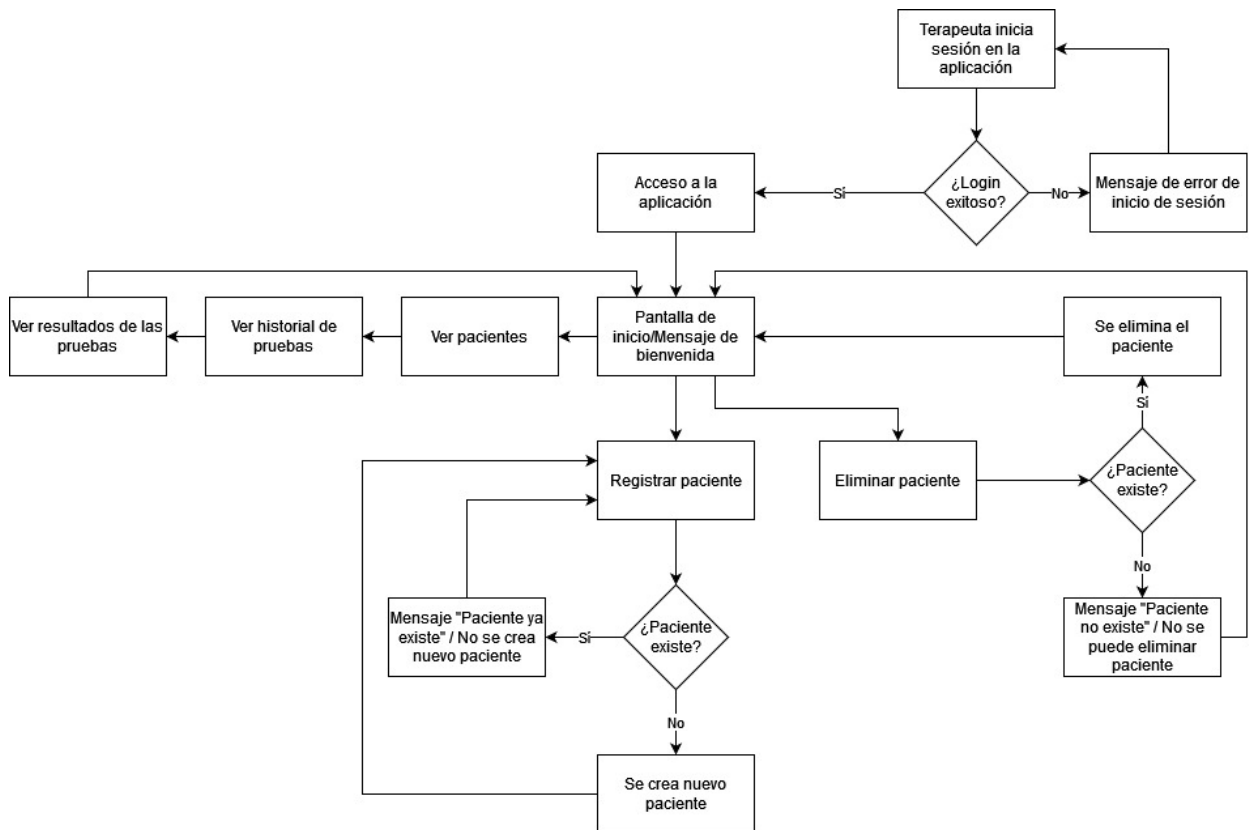 Terapeuta inicia
sesión en la
aplicación
Acceso a la
aplicación
Sí
¿Login
exitoso?
No
Mensaje de error de
inicio de sesión
Ver resultados de las
pruebas
Ver historial de
pruebas
Ver pacientes
Pantalla de
inicio/Mensaje de
bienvenida
Se elimina el
paciente
Sí
Registrar paciente
Eliminar paciente
¿Paciente
existe?
No
Mensaje "Paciente ya
existe" / No se crea
nuevo paciente
Sí
¿Paciente
existe?
Mensaje "Paciente
no existe" / No se
puede eliminar
paciente
No
Se crea nuevo
paciente